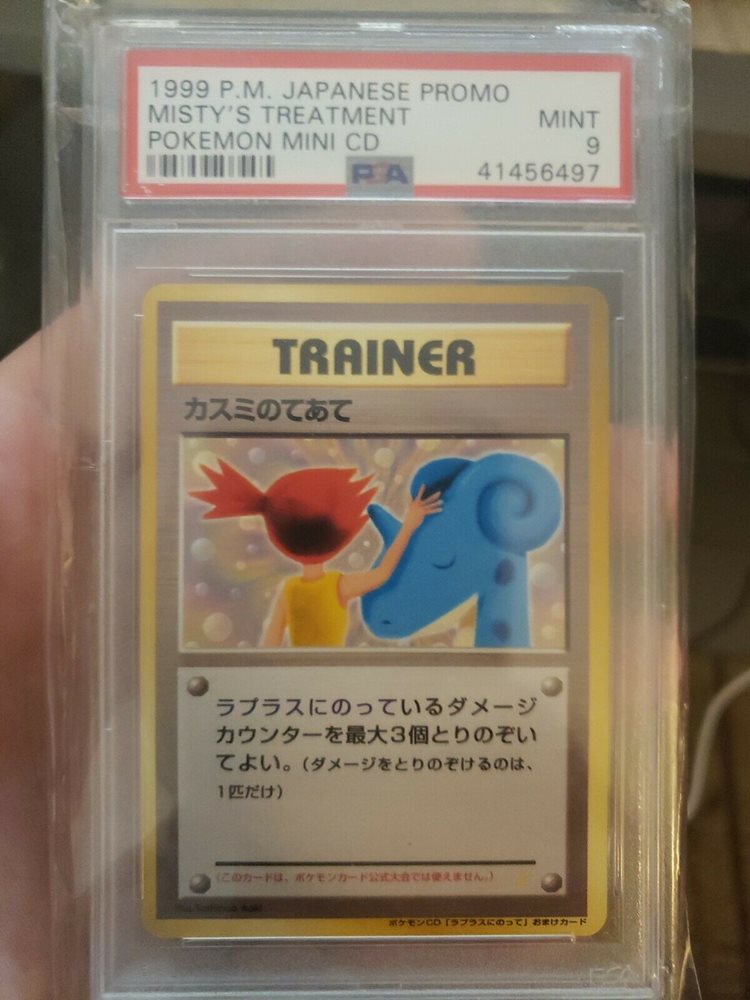 1999 P.M. JAPANESE PROMO
MISTY'S TREATMENT MINT
POKEMON MINI CD 9
PSA 41456497
TRAINER
カスミのてあて
ラプラスにのっているダメージ
カウンターを最大3個とりのぞい
てよい。(ダメージをとりのぞけるのは、
1匹だけ)
(このカードは、ポケモンカード公式大会では使えません。)
Aoki
ポケモンCD「ラプラスにのって」おまけカード